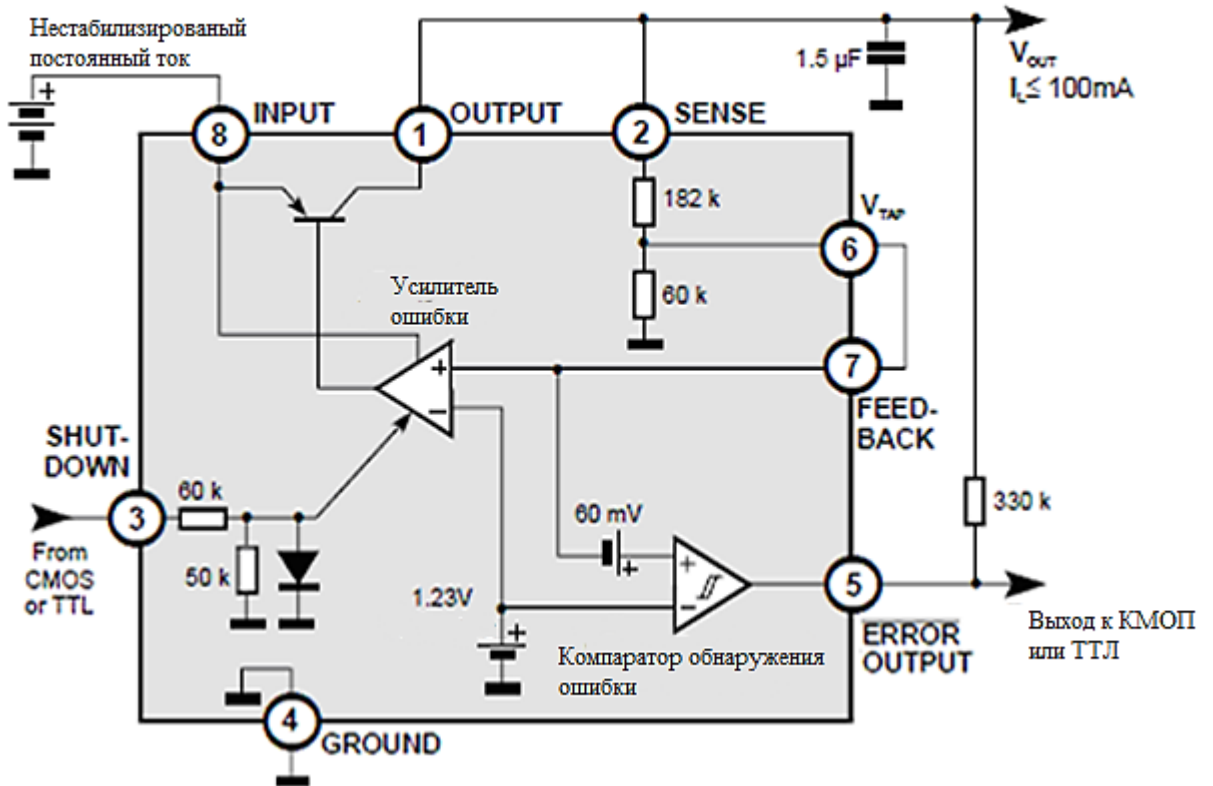 Нестабилизированый
постоянный ток
+
8
INPUT
1
OUTPUT
2
SENSE
1.5 µF
VOUT
IL≤ 100mA
182 k
VTAP
6
60 k
Усилитель
ошибки
+
−
7
FEED-
BACK
SHUT-
DOWN
3
60 k
From
CMOS
or TTL
50 k
60 mV
+
+
−
330 k
1.23V
+
5
ERROR
OUTPUT
Выход к КМОП
или ТТЛ
Компаратор обнаружения
ошибки
4
GROUND